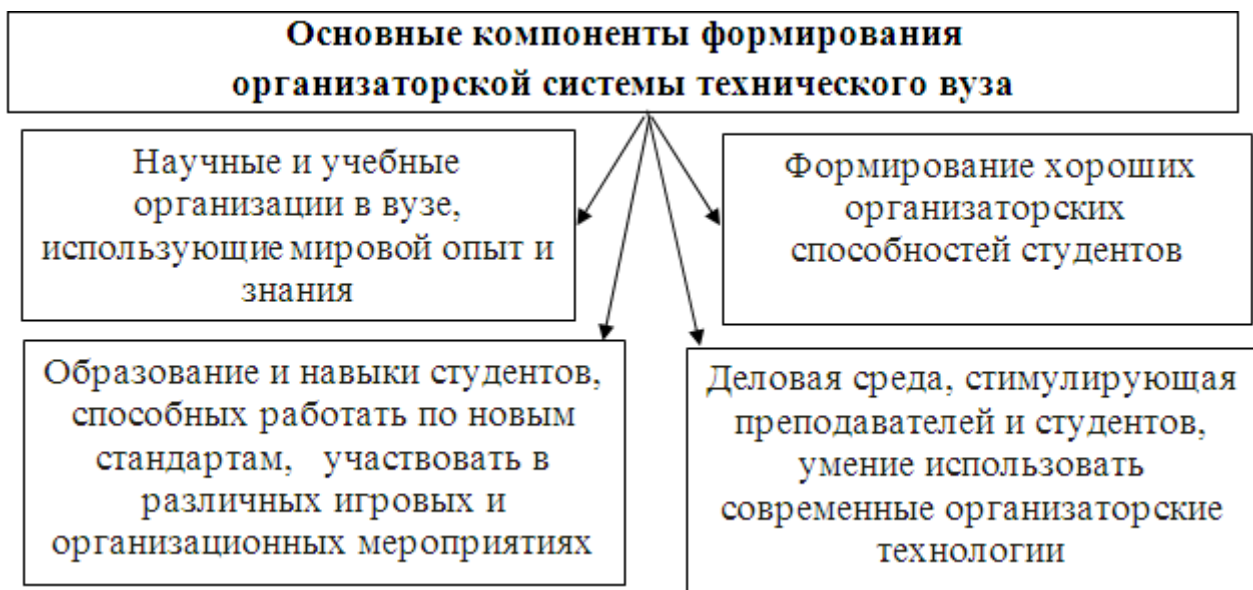 Основные компоненты формирования
организаторской системы технического вуза
Научные и учебные
организации в вузе,
использующие мировой опыт и
знания
Формирование хороших
организаторских
способностей студентов
Образование и навыки студентов,
способных работать по новым
стандартам, участвовать в
различных игровых и
организационных мероприятиях
Деловая среда, стимулирующая
преподавателей и студентов,
умение использовать
современные организаторские
технологии